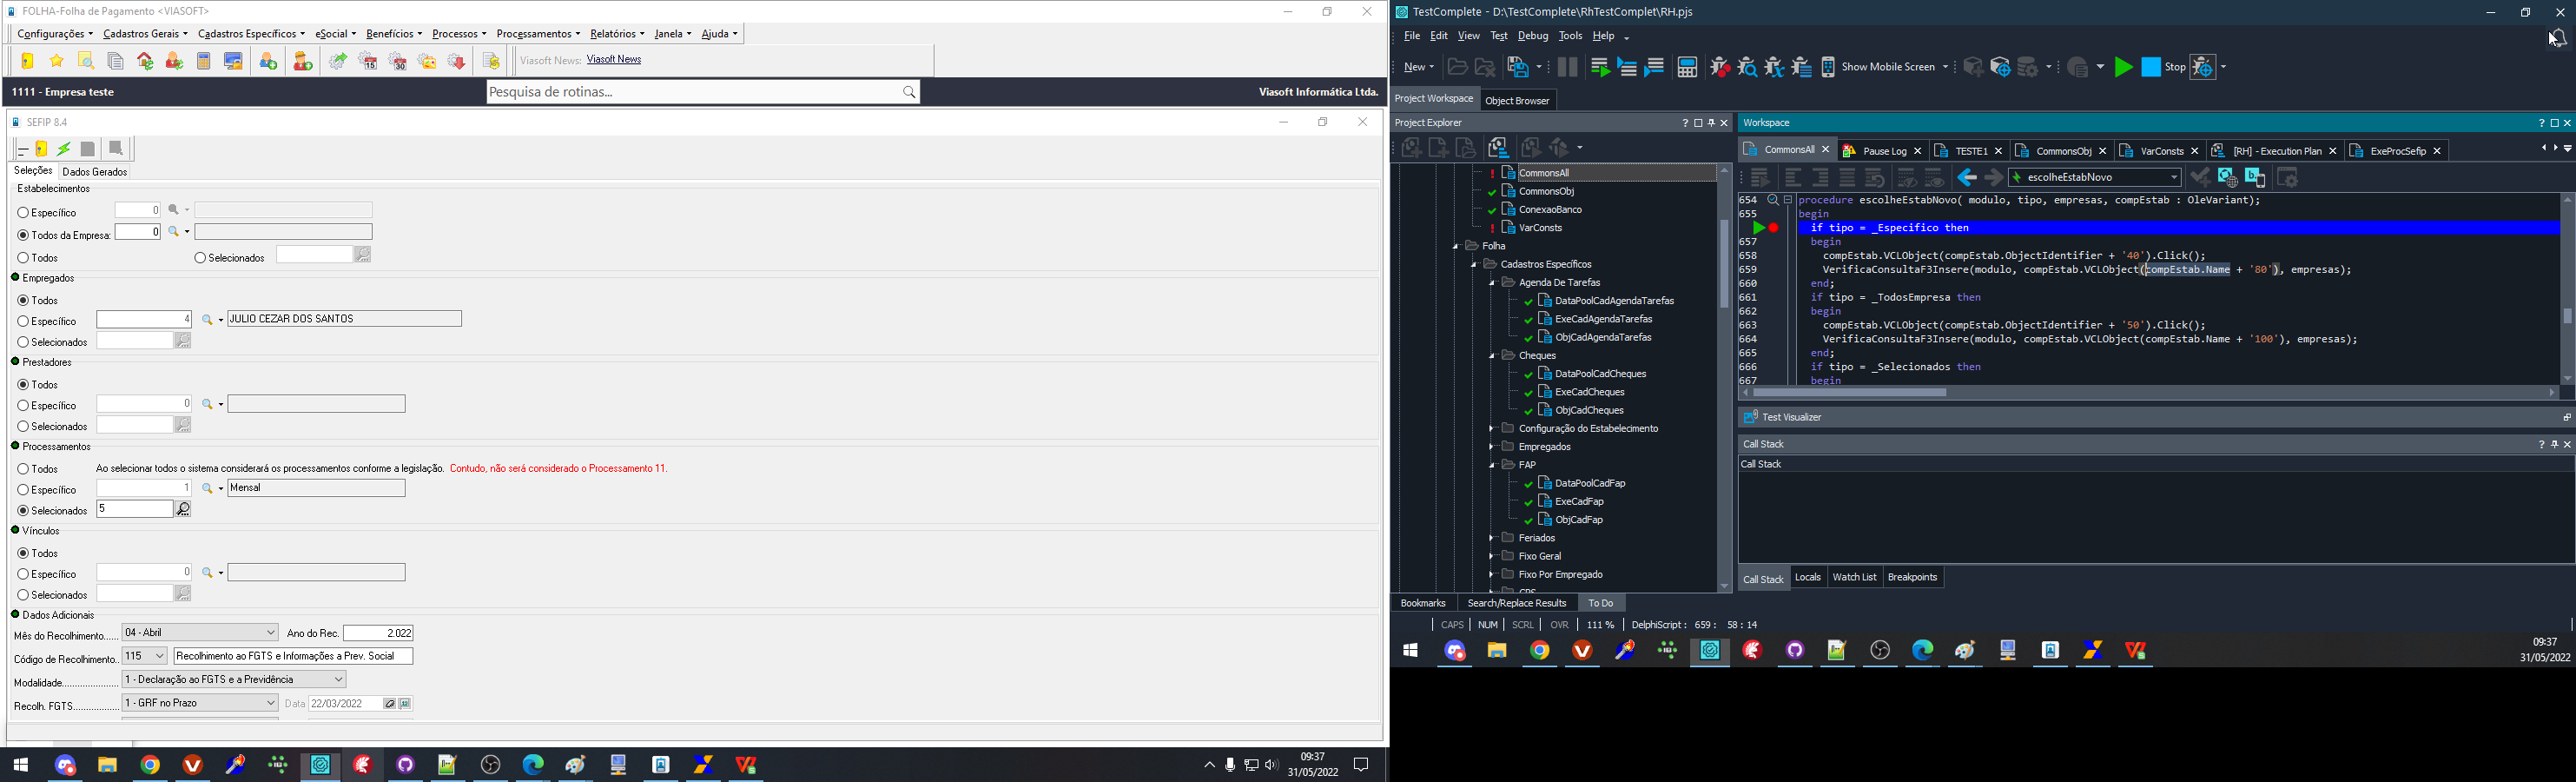 FOLHA-Folha de Pagamento <VIASOFT>
Configurações Cadastros Gerais Cadastros Específicos eSocial Benefícios Processos Processamentos Relatórios Janela Ajuda
15 30
Viasoft News: Viasoft News
1111 - Empresa teste
Pesquisa de rotinas...
Viasoft Informática Ltda.
SEFIP 8.4
Seleções Dados Gerados
Estabelecimentos
Específico 0
Todos da Empresa: 0
Todos Selecionados
Empregados
Todos
Específico 4 JULIO CEZAR DOS SANTOS
Selecionados
Prestadores
Todos
Específico 0
Selecionados
Processamentos
Todos Ao selecionar todos o sistema considerará os processamentos conforme a legislação. Contudo, não será considerado o Processamento 11.
Específico 1 Mensal
Selecionados 5
Vínculos
Todos
Específico 0
Selecionados
Dados Adicionais
Mês do Recolhimento...... 04 - Abril Ano do Rec. 2.022
Código de Recolhimento.. 115 Recolhimento ao FGTS e Informações a Prev. Social
Modalidade.................... 1 - Declaração ao FGTS e a Previdência
Recolh. FGTS................ 1 - GRF no Prazo Data 22/03/2022
09:37
31/05/2022
TestComplete - D:\TestComplete\RhTestComplet\RH.pjs
File Edit View Test Debug Tools Help
New Show Mobile Screen Stop
Project Workspace Object Browser
Project Explorer
CommonsAll
CommonsObj
ConexaoBanco
VarConsts
Folha
Cadastros Específicos
Agenda De Tarefas
DataPoolCadAgendaTarefas
ExeCadAgendaTarefas
ObjCadAgendaTarefas
Cheques
DataPoolCadCheques
ExeCadCheques
ObjCadCheques
Configuração do Estabelecimento
Empregados
FAP
DataPoolCadFap
ExeCadFap
ObjCadFap
Feriados
Fixo Geral
Fixo Por Empregado
GPS
Bookmarks Search/Replace Results To Do
Workspace
CommonsAll Pause Log TESTE1 CommonsObj VarConsts [RH] - Execution Plan ExeProcSefip
escolheEstabNovo
654 procedure escolheEstabNovo( modulo, tipo, empresas, compEstab : OleVariant);
655 begin
if tipo = _Especifico then
657 begin
658 compEstab.VCLObject(compEstab.ObjectIdentifier + '40').Click();
659 VerificaConsultaF3Insere(modulo, compEstab.VCLObject(compEstab.Name + '80'), empresas);
660 end;
661 if tipo = _TodosEmpresa then
662 begin
663 compEstab.VCLObject(compEstab.ObjectIdentifier + '50').Click();
664 VerificaConsultaF3Insere(modulo, compEstab.VCLObject(compEstab.Name + '100'), empresas);
665 end;
666 if tipo = _Selecionados then
667 begin
Test Visualizer
Call Stack
Call Stack
Call Stack Locals Watch List Breakpoints
CAPS NUM SCRL OVR 111 % DelphiScript : 659 : 58 : 14
09:37
31/05/2022